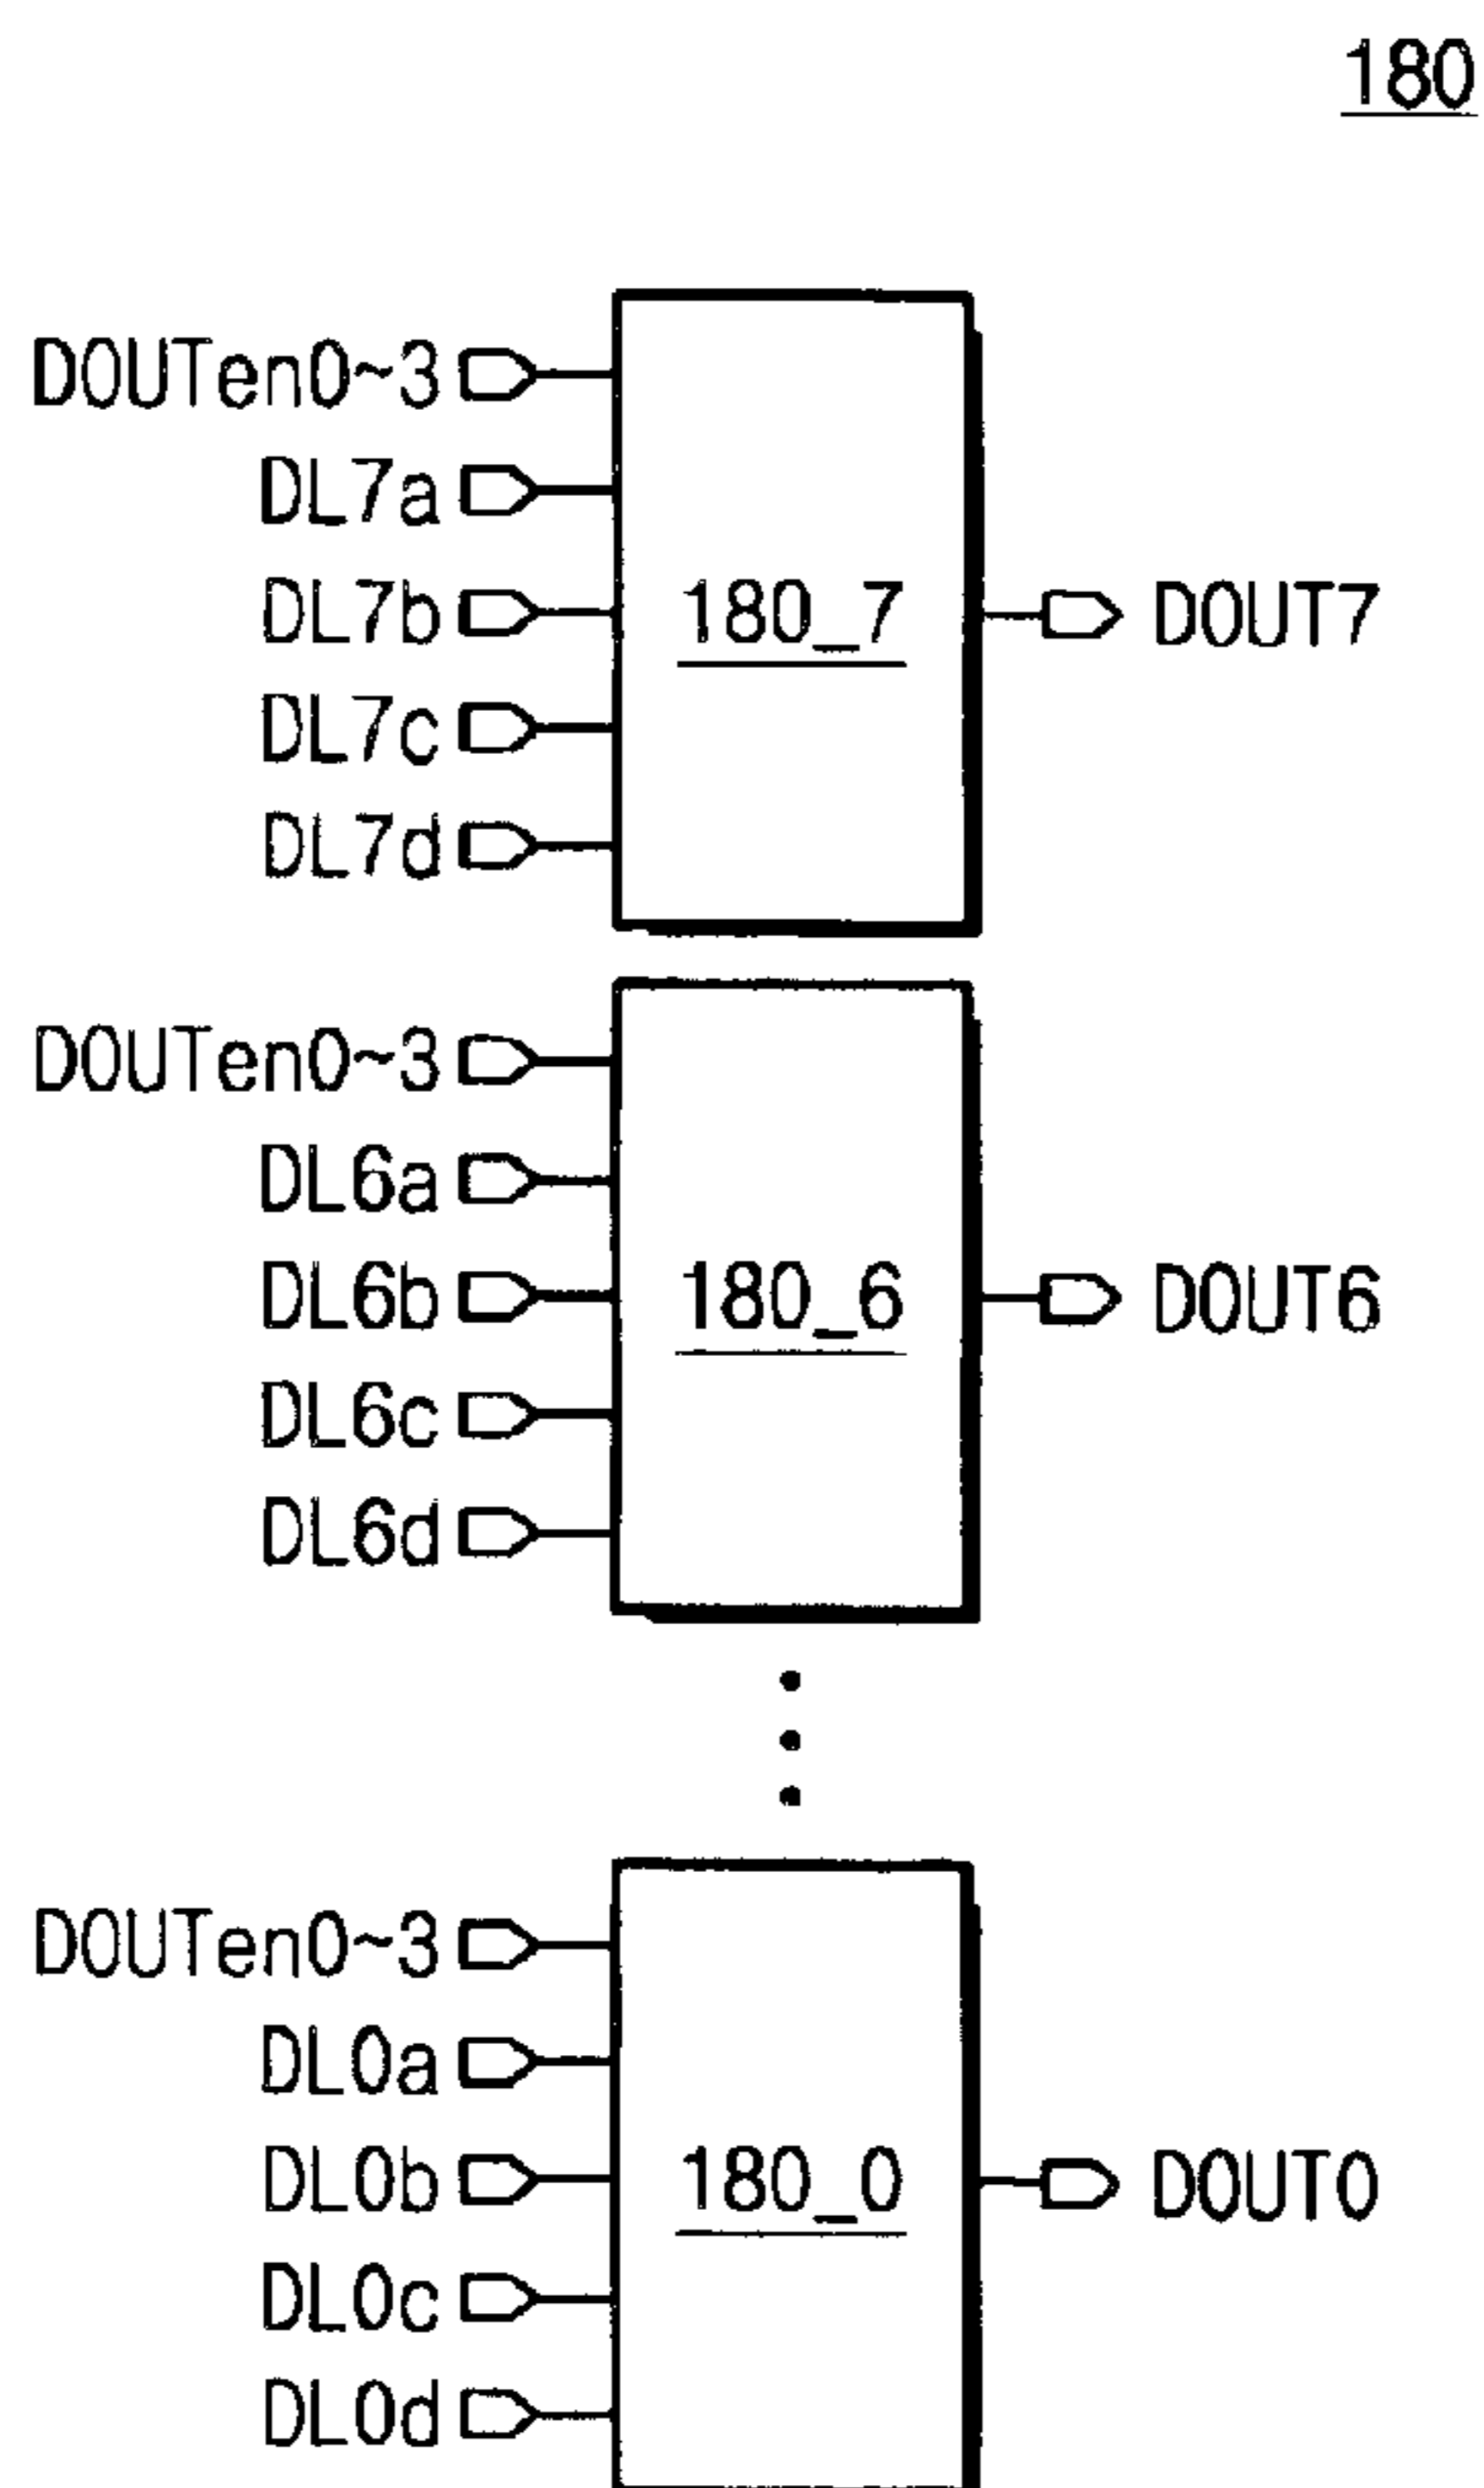 180
DOUTen0~3
DL7a
DL7b
180_7
DOUT7
DL7c
DL7d
DOUTen0~3
DL6a
DL6b
180_6
DOUT6
DL6c
DL6d
DOUTen0~3
DL0a
DL0b
180_0
DOUT0
DL0c
DL0d